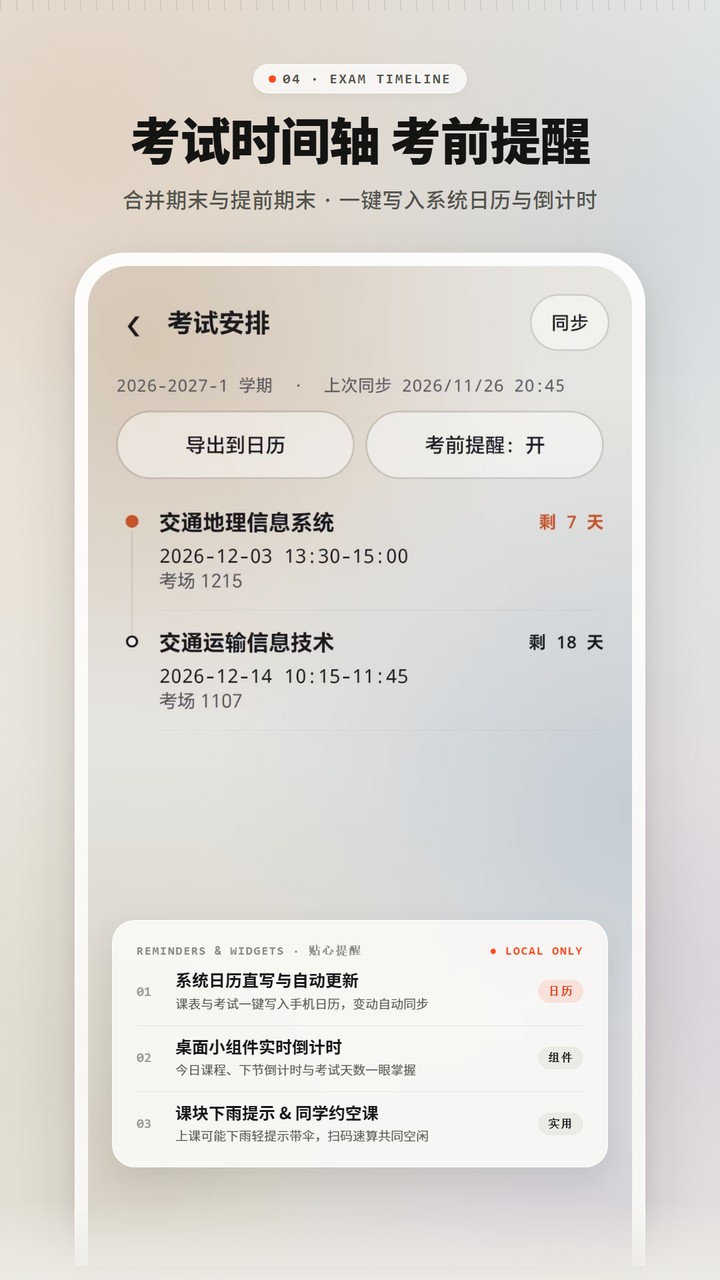 04 · EXAM TIMELINE
考试时间轴 考前提醒
合并期末与提前期末 · 一键写入系统日历与倒计时
‹ 考试安排
同步
2026-2027-1 学期 · 上次同步 2026/11/26 20:45
导出到日历
考前提醒: 开
交通地理信息系统
剩 7 天
2026-12-03 13:30-15:00
考场 1215
交通运输信息技术
剩 18 天
2026-12-14 10:15-11:45
考场 1107
REMINDERS & WIDGETS · 贴心提醒
LOCAL ONLY
01
系统日历直写与自动更新
课表与考试一键写入手机日历，变动自动同步
日历
02
桌面小组件实时倒计时
今日课程、下节倒计时与考试天数一眼掌握
组件
03
课块下雨提示 & 同学约空课
上课可能下雨轻提示带伞，扫码速算共同空闲
实用